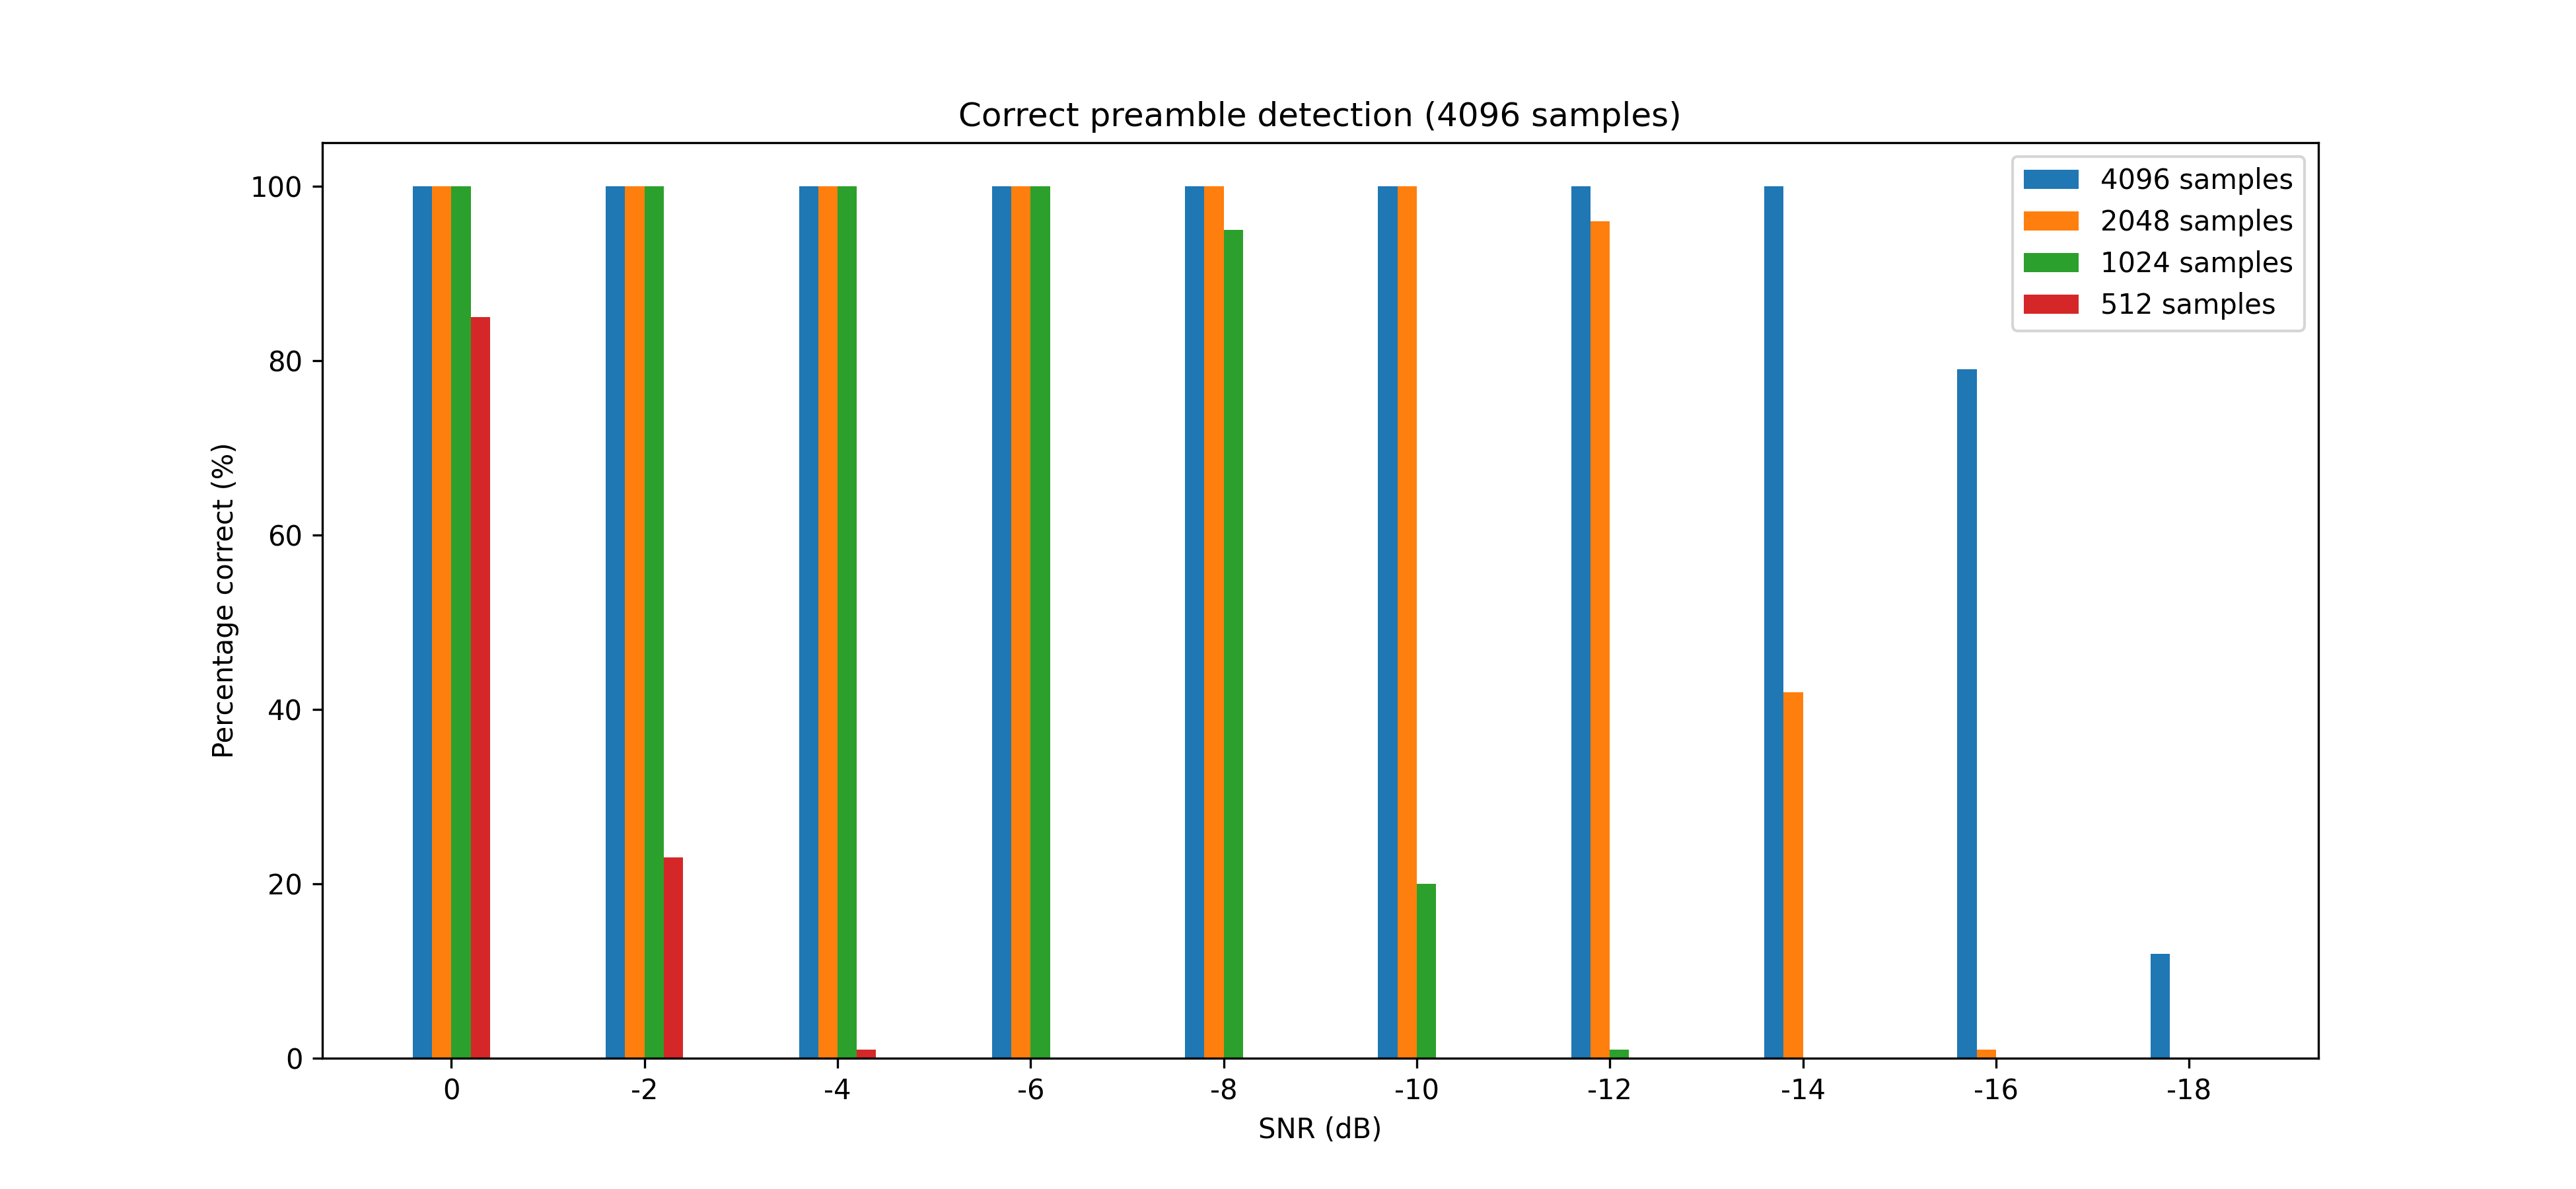 Correct preamble detection (4096 samples)
4096 samples
2048 samples
1024 samples
512 samples
Percentage correct (%)
100
80
60
40
20
0
0 -2 -4 -6 -8 -10 -12 -14 -16 -18
SNR (dB)